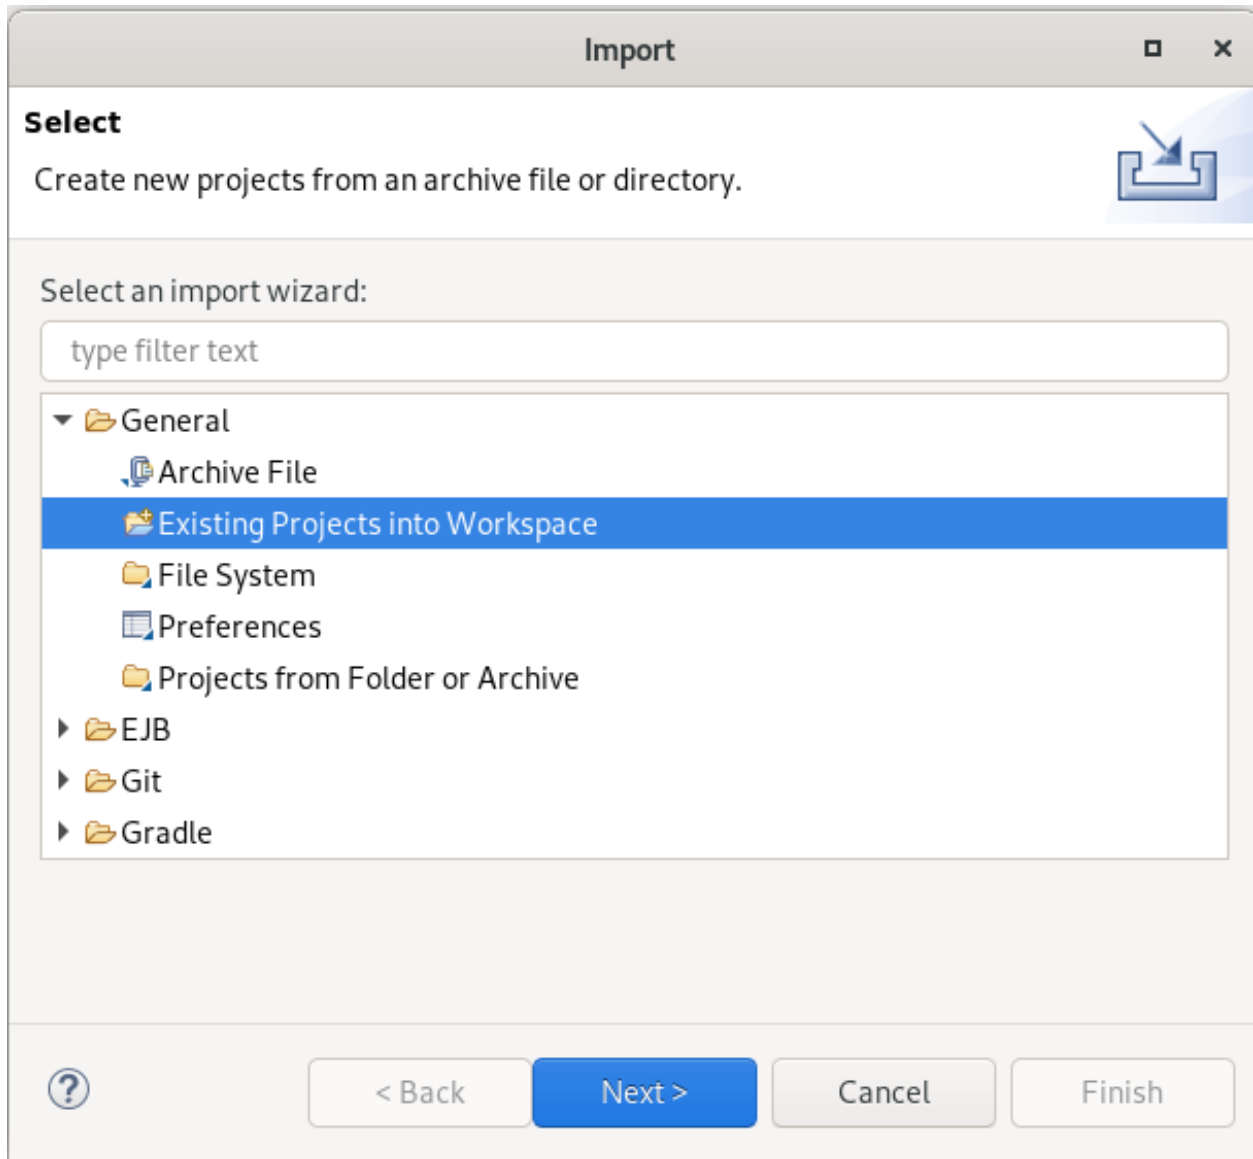 Import
Select
Create new projects from an archive file or directory.
Select an import wizard:
type filter text
General
Archive File
Existing Projects into Workspace
File System
Preferences
Projects from Folder or Archive
EJB
Git
Gradle
?
< Back
Next >
Cancel
Finish